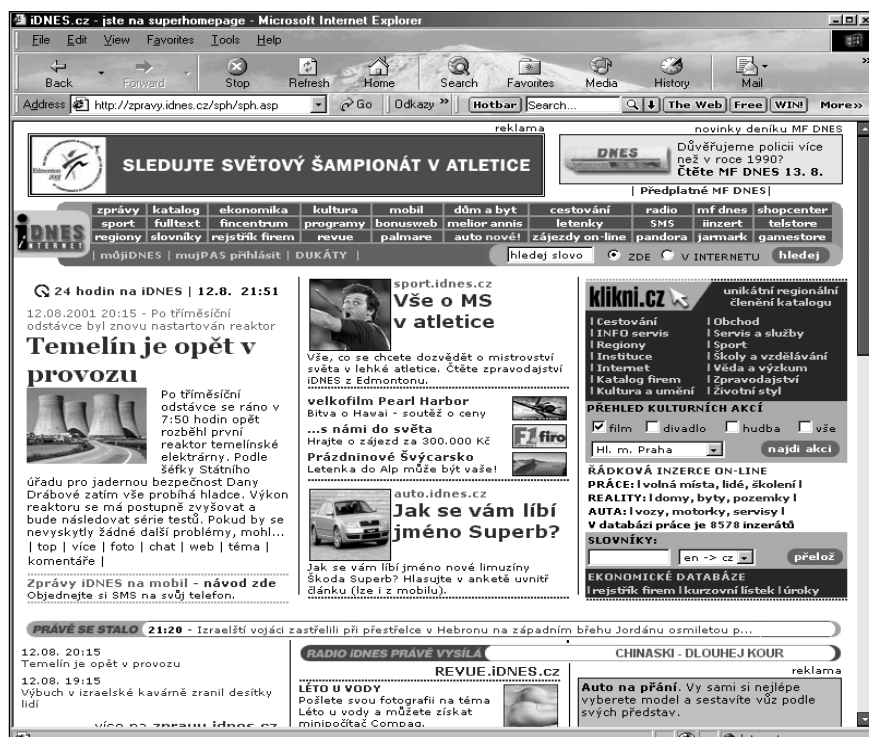 iDNES.cz - jste na superhomepage - Microsoft Internet Explorer
File Edit View Favorites Tools Help
Back Forward Stop Refresh Home Search Favorites Media History Mail »
Address http://zpravy.idnes.cz/sph/sph.asp Go Odkazy » Hotbar Search... The Web Free WIN! More»
reklama
novinky deníku MF DNES
Edmonton 2001
SLEDUJTE SVĚTOVÝ ŠAMPIONÁT V ATLETICE
DNES
Důvěřujeme policii více
než v roce 1990?
Čtěte MF DNES 13. 8.
| Předplatné MF DNES|
iDNES
INTERNET
zprávy katalog ekonomika kultura mobil dům a byt cestování radio mf dnes shopcenter
sport fulltext fincentrum programy bonusweb melior annis letenky SMS iinzert telstore
regiony slovníky rejstřík firem revue palmare auto nové! zájezdy on-line pandora jarmark gamestore
| můjiDNES | mujPAS přihlásit | DUKÁTY |
hledej slovo ZDE V INTERNETU hledej
24 hodin na iDNES | 12.8. 21:51
12.08.2001 20:15 - Po tříměsíční
odstávce byl znovu nastartován reaktor
Temelín je opět v
provozu
Po tříměsíční
odstávce se ráno v
7:50 hodin opět
rozběhl první
reaktor temelínské
elektrárny. Podle
šéfky Státního
úřadu pro jadernou bezpečnost Dany
Drábové zatím vše probíhá hladce. Výkon
reaktoru se má postupně zvyšovat a
bude následovat série testů. Pokud by se
nevyskytly žádné další problémy, mohl...
| top | více | foto | chat | web | téma |
komentáře |
Zprávy iDNES na mobil - návod zde
Objednejte si SMS na svůj telefon.
sport.idnes.cz
Vše o MS
v atletice
Vše, co se chcete dozvědět o mistrovství
světa v lehké atletice. Čtěte zpravodajství
iDNES z Edmontonu.
velkofilm Pearl Harbor
Bitva o Hawai - soutěž o ceny
...s námi do světa
Hrajte o zájezd za 300.000 Kč
F1 firo
Prázdninové Švýcarsko
Letenka do Alp může být vaše!
auto.idnes.cz
Jak se vám líbí
jméno Superb?
Jak se vám líbí jméno nové limuzíny
Škoda Superb? Hlasujte v anketě uvnitř
článku (lze i z mobilu).
klikni.cz
unikátní regionální
členění katalogu
| Cestování | Obchod
| INFO servis | Servis a služby
| Regiony | Sport
| Instituce | Školy a vzdělávání
| Internet | Věda a výzkum
| Katalog firem | Zpravodajství
| Kultura a umění | Životní styl
PŘEHLED KULTURNÍCH AKCÍ
film divadlo hudba vše
Hl. m. Praha najdi akci
ŘÁDKOVÁ INZERCE ON-LINE
PRÁCE: | volná místa, lidé, školení |
REALITY: | domy, byty, pozemky |
AUTA: | vozy, motorky, servisy |
V databázi práce je 8578 inzerátů
SLOVNÍKY:
en -> cz přelož
EKONOMICKÉ DATABÁZE
| rejstřík firem | kurzovní lístek | úroky
PRÁVĚ SE STALO 21:20 - Izraelští vojáci zastřelili při přestřelce v Hebronu na západním břehu Jordánu osmiletou p...
12.08. 20:15
Temelín je opět v provozu
12.08. 19:15
Výbuch v izraelské kavárně zranil desítky
lidí
více na zpravy.idnes.cz
RADIO iDNES PRÁVĚ VYSÍLÁ CHINASKI - DLOUHEJ KOUR
REVUE.iDNES.cz
LÉTO U VODY
Pošlete svou fotografii na téma
Léto u vody a můžete získat
minipočítač Compaq.
reklama
Auto na přání. Vy sami si nejlépe
vyberete model a sestavíte vůz podle
svých představ.